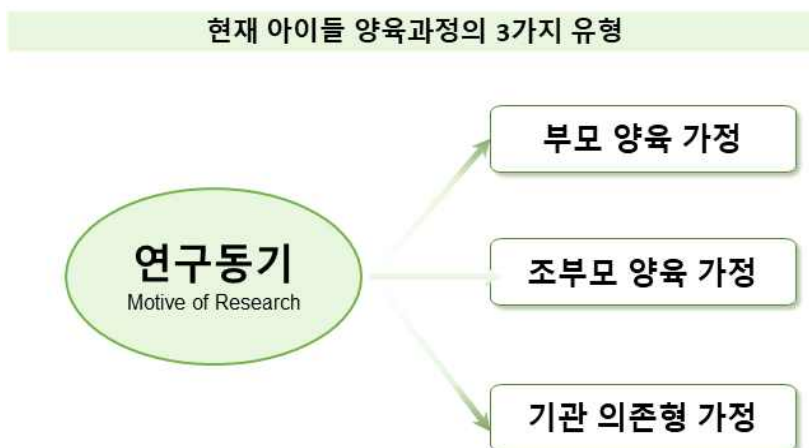 현재 아이들 양육과정의 3가지 유형
부모 양육 가정
연구동기
Motive of Research
조부모 양육 가정
기관 의존형 가정